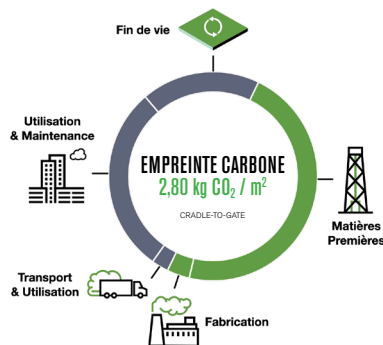 Fin de vie
Utilisation
& Maintenance
EMPREINTE CARBONE
2,80 kg CO₂ / m²
CRADLE-TO-GATE
Matières
Premières
Transport
& Utilisation
Fabrication